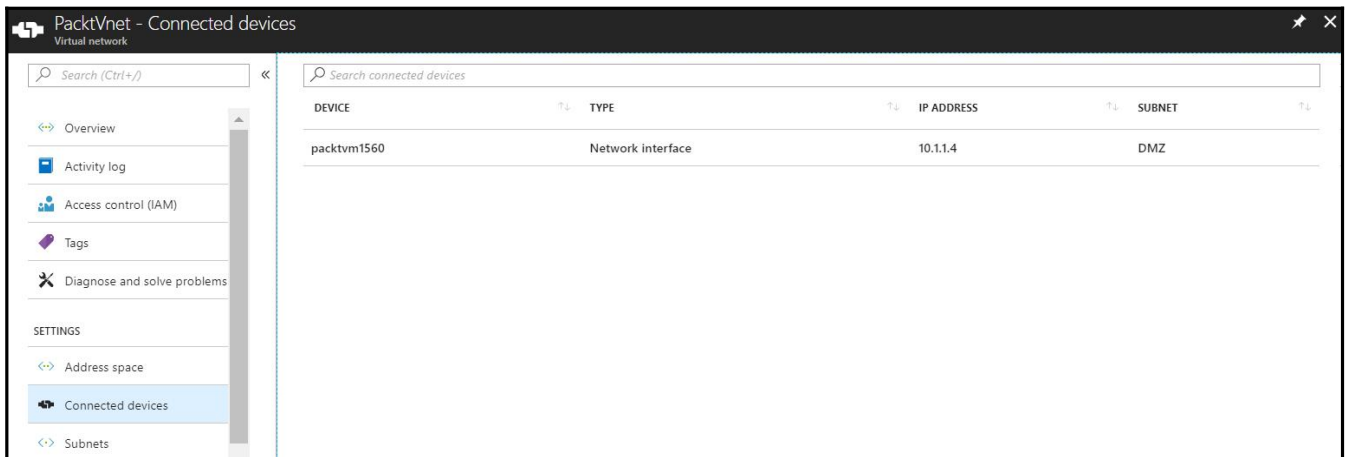 PacktVnet - Connected devices
Virtual network
Search (Ctrl+/)
Overview
Activity log
Access control (IAM)
Tags
Diagnose and solve problems
SETTINGS
Address space
Connected devices
Subnets
Search connected devices
DEVICE TYPE IP ADDRESS SUBNET
packtvm1560 Network interface 10.1.1.4 DMZ